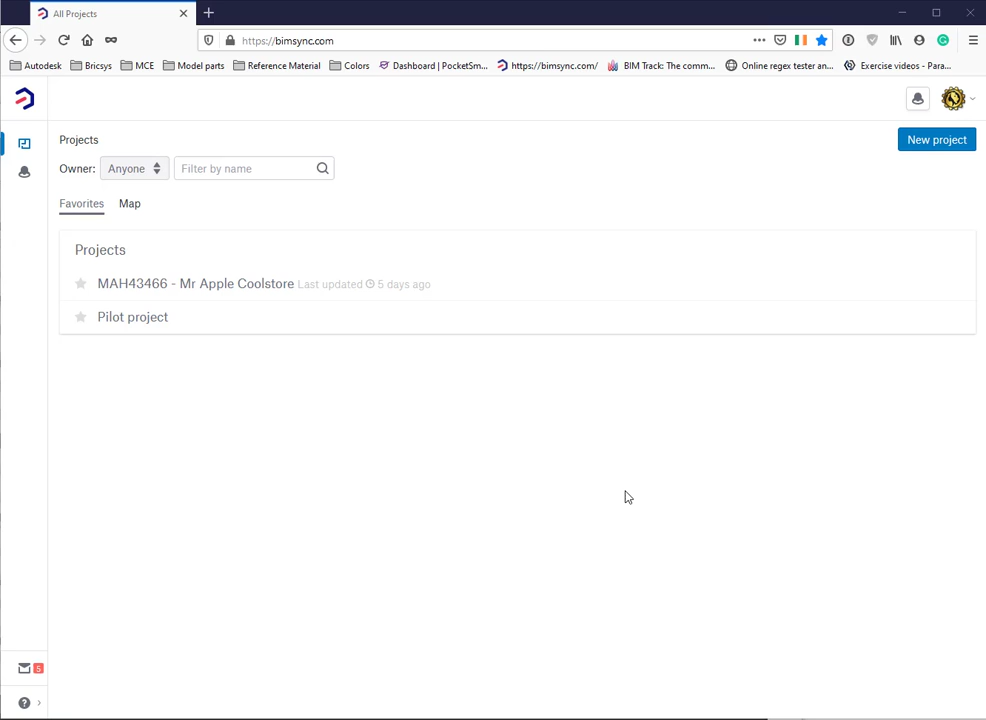 All Projects
https://bimsync.com
Autodesk
Bricsys
MCE
Model parts
Reference Material
Colors
Dashboard | PocketSm...
https://bimsync.com/
BIM Track: The comm...
Online regex tester an...
Exercise videos - Para...
Projects
New project
Owner:
Anyone
Filter by name
Favorites
Map
Projects
MAH43466 - Mr Apple Coolstore Last updated 5 days ago
Pilot project
5